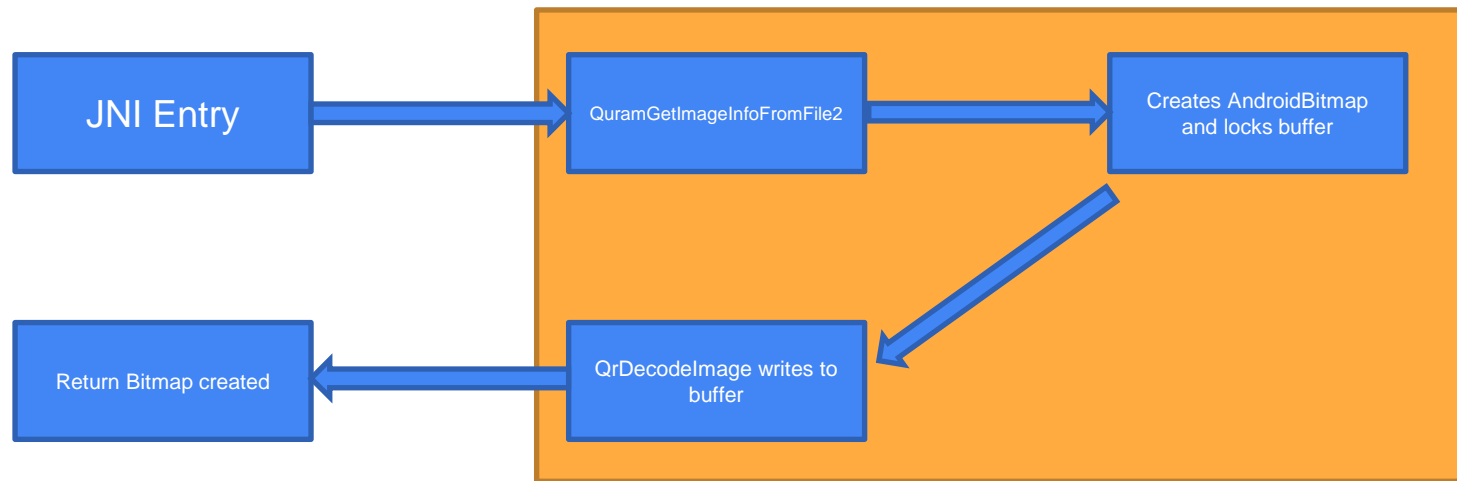 JNI Entry
QuramGetImageInfoFromFile2
Creates AndroidBitmap
and locks buffer
Return Bitmap created
QrDecodeImage writes to
buffer